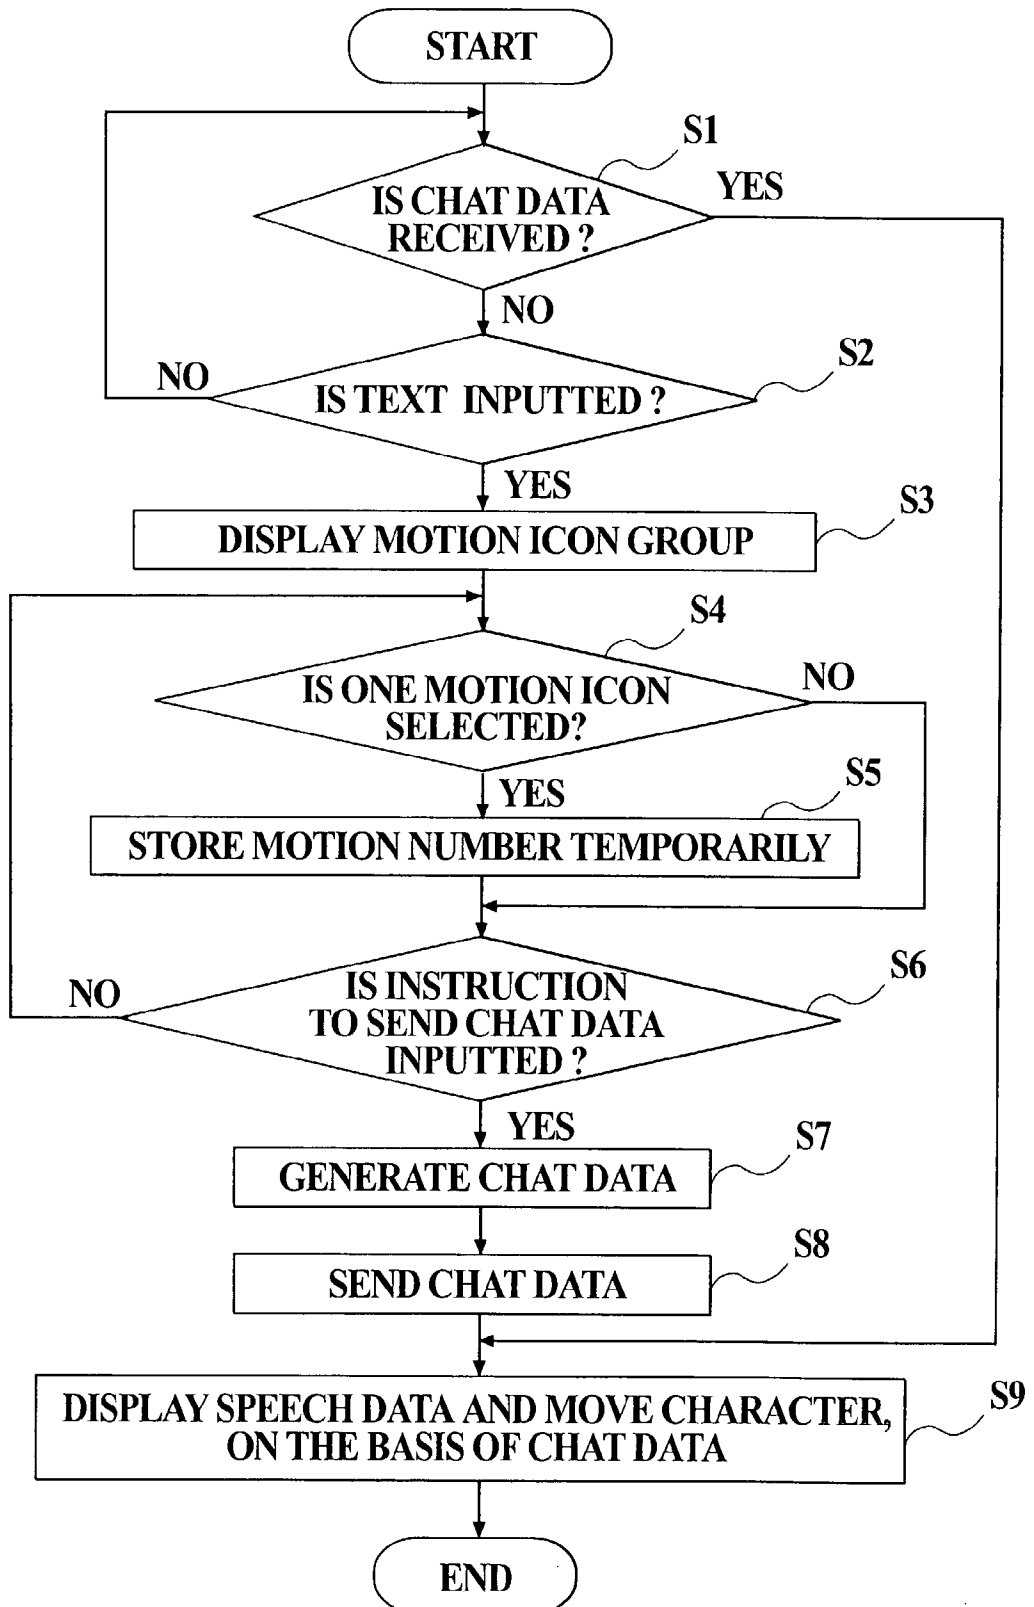 START
S1
IS CHAT DATA
RECEIVED ?
YES
NO
S2
NO
IS TEXT INPUTTED ?
YES
S3
DISPLAY MOTION ICON GROUP
S4
IS ONE MOTION ICON
SELECTED?
NO
YES
S5
STORE MOTION NUMBER TEMPORARILY
S6
NO
IS INSTRUCTION
TO SEND CHAT DATA
INPUTTED ?
YES
S7
GENERATE CHAT DATA
S8
SEND CHAT DATA
S9
DISPLAY SPEECH DATA AND MOVE CHARACTER,
ON THE BASIS OF CHAT DATA
END